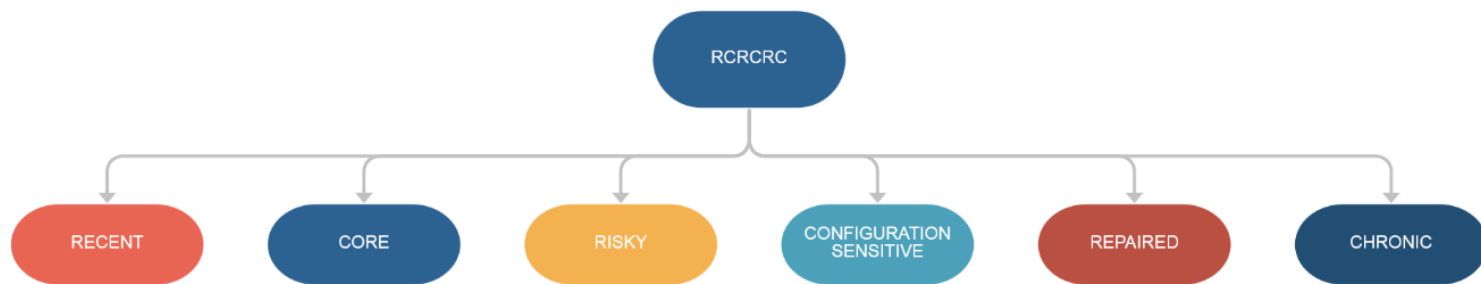 RCRCRC
RECENT
CORE
RISKY
CONFIGURATION
SENSITIVE
REPAIRED
CHRONIC